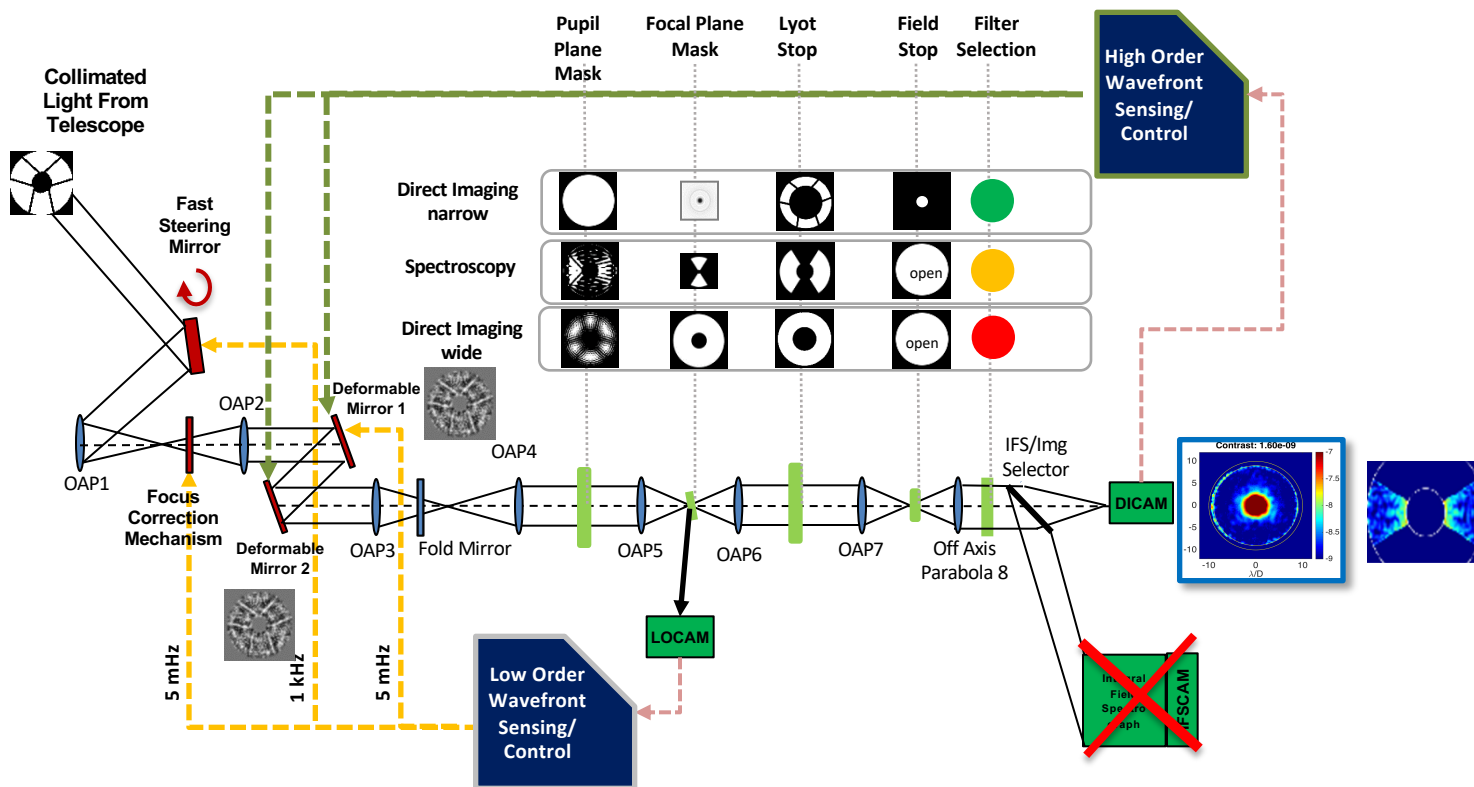 Pupil
Plane
Mask
Focal Plane
Mask
Lyot
Stop
Field
Stop
Filter
Selection
High Order
Wavefront
Sensing/
Control
Collimated
Light From
Telescope
Fast
Steering
Mirror
Direct Imaging
narrow
Spectroscopy
open
Direct Imaging
wide
open
Deformable
Mirror 1
OAP1
OAP2
Focus
Correction
Mechanism
Deformable
Mirror 2
OAP3
Fold Mirror
OAP4
OAP5
OAP6
OAP7
Off Axis
Parabola 8
IFS/Img
Selector
DICAM
Contrast: 1.60e-09
10
5
0
-5
-10
-10
0
10
λ/D
-7
-7.5
-8
-8.5
-9
LOCAM
Low Order
Wavefront
Sensing/
Control
5 mHz
1 kHz
5 mHz
Integral
Field
Spectro
graph
IFSCAM